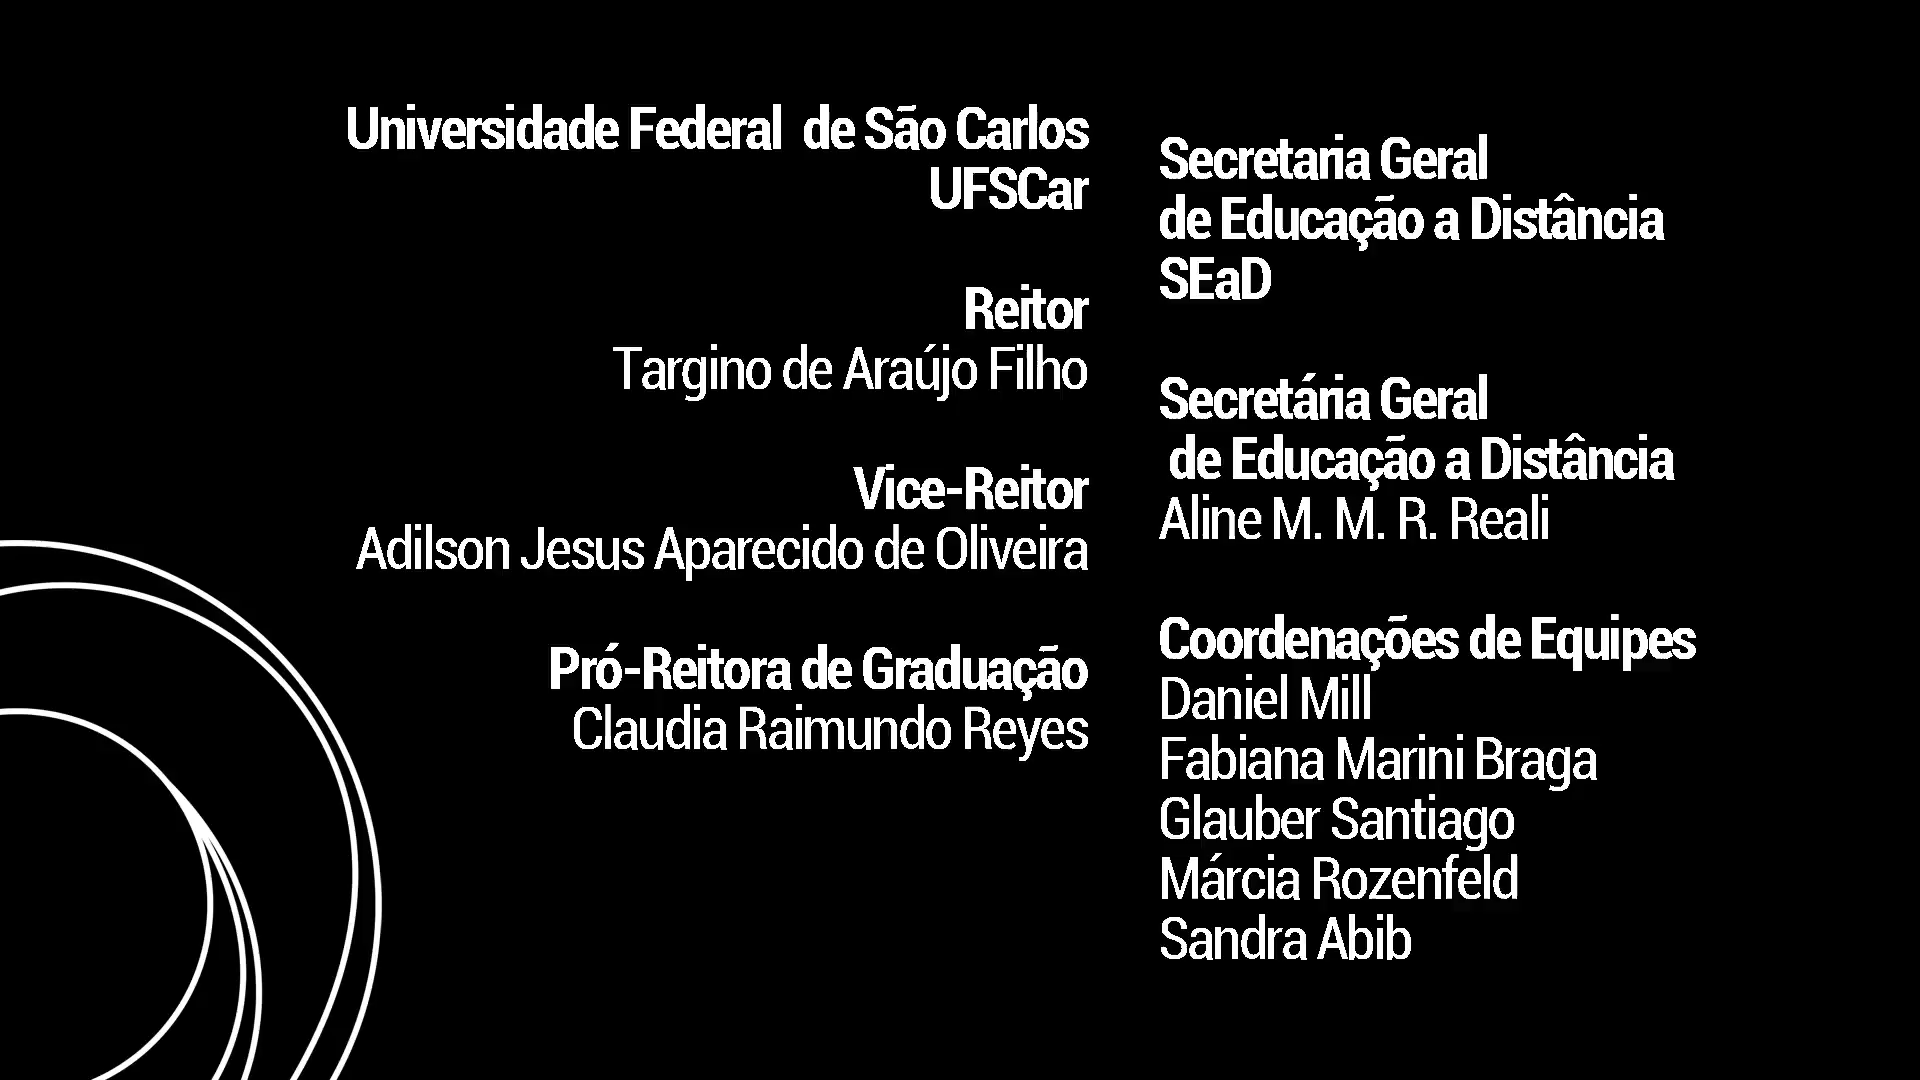 Universidade Federal  de São Carlos
UFSCar
Reitor
Targino de Araújo Filho
Vice-Reitor
Adilson Jesus Aparecido de Oliveira
Pró-Reitora de Graduação
Claudia Raimundo Reyes
Secretaria Geral
de Educação a Distância
SEaD
Secretária Geral
de Educação a Distância
Aline M. M. R. Reali
Coordenações de Equipes
Daniel Mill
Fabiana Marini Braga
Glauber Santiago
Márcia Rozenfeld
Sandra Abib